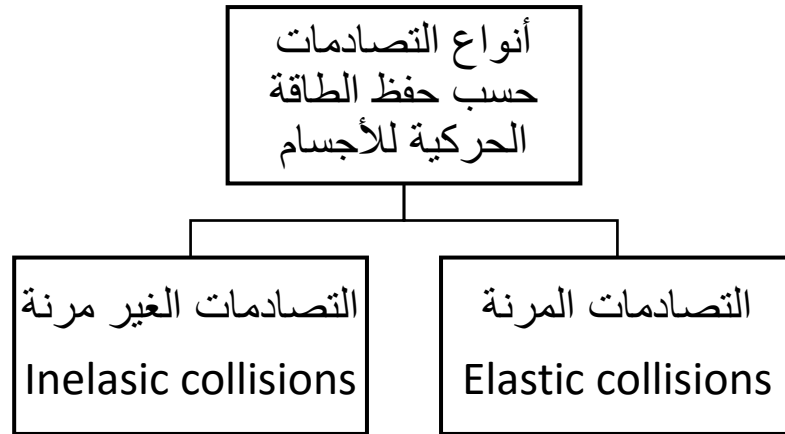 أنواع التصادمات
حسب حفظ الطاقة
الحركية للأجسام
التصادمات المرنة
Elastic collisions
التصادمات الغير مرنة
Inelasic collisions